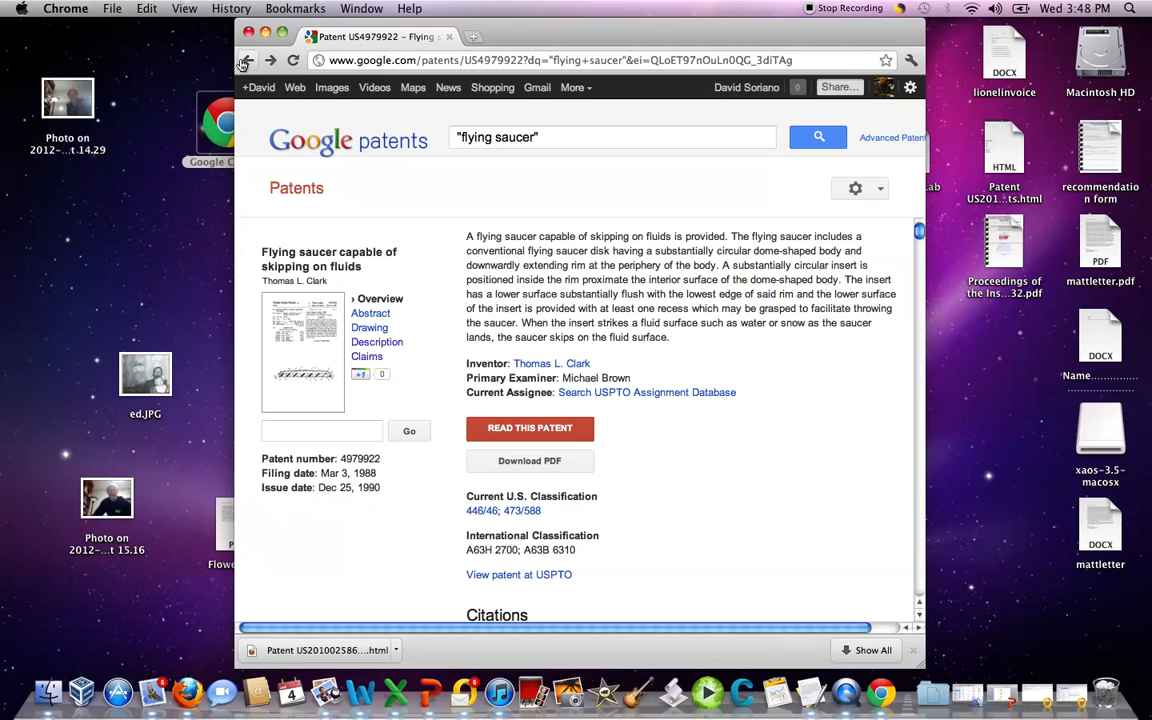 Chrome File Edit View History Bookmarks Window Help
Stop Recording Wed 3:48 PM
Patent US4979922 – Flying s
www.google.com/patents/US4979922?dq="flying+saucer"&ei=QLoET97nOuLn0QG_3diTAg
+David Web Images Videos Maps News Shopping Gmail More
David Soriano 0 Share...
Google patents
"flying saucer"
Advanced Paten
Patents
Flying saucer capable of
skipping on fluids
Thomas L. Clark
› Overview
Abstract
Drawing
Description
Claims
+1 0
Go
Patent number: 4979922
Filing date: Mar 3, 1988
Issue date: Dec 25, 1990
A flying saucer capable of skipping on fluids is provided. The flying saucer includes a
conventional flying saucer disk having a substantially circular dome-shaped body and
downwardly extending rim at the periphery of the body. A substantially circular insert is
positioned inside the rim proximate the interior surface of the dome-shaped body. The insert
has a lower surface substantially flush with the lowest edge of said rim and the lower surface
of the insert is provided with at least one recess which may be grasped to facilitate throwing
the saucer. When the insert strikes a fluid surface such as water or snow as the saucer
lands, the saucer skips on the fluid surface.
Inventor: Thomas L. Clark
Primary Examiner: Michael Brown
Current Assignee: Search USPTO Assignment Database
READ THIS PATENT
Download PDF
Current U.S. Classification
446/46; 473/588
International Classification
A63H 2700; A63B 6310
View patent at USPTO
Citations
Patent US201002586....html
Show All
Photo on
2012-...t 14.29
Google C
ed.JPG
Photo on
2012-...t 15.16
Flowe
DOCX
lionelinvoice
Macintosh HD
Lab
HTML
Patent
US201...ts.html
recommendatio
n form
Proceedings of
the Ins...32.pdf
PDF
mattletter.pdf
DOCX
Name..............
..................
xaos-3.5-
macosx
DOCX
mattletter
4